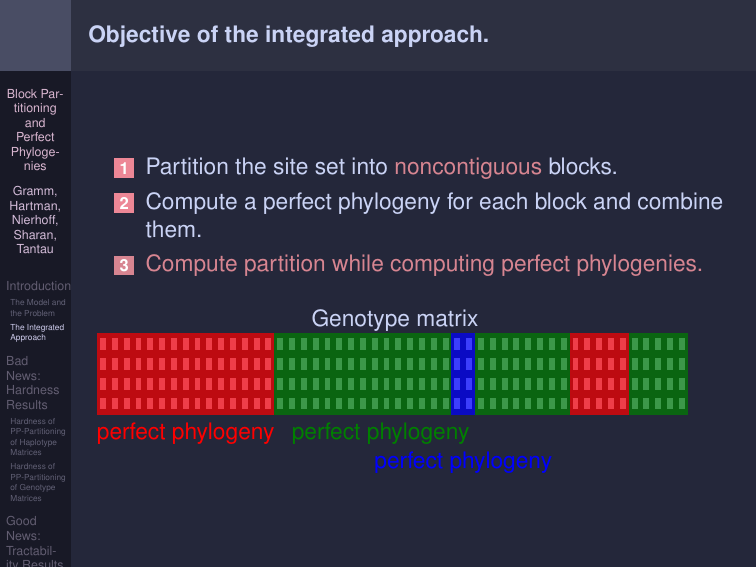 Objective of the integrated approach.
Block Par-
titioning
and
Perfect
Phyloge-
nies
Gramm,
Hartman,
Nierhoff,
Sharan,
Tantau
Introduction
The Model and
the Problem
The Integrated
Approach
Bad
News:
Hardness
Results
Hardness of
PP-Partitioning
of Haplotype
Matrices
Hardness of
PP-Partitioning
of Genotype
Matrices
Good
News:
Tractabil-
ity Results
1 Partition the site set into noncontiguous blocks.
2 Compute a perfect phylogeny for each block and combine
them.
3 Compute partition while computing perfect phylogenies.
Genotype matrix
perfect phylogeny perfect phylogeny
perfect phylogeny